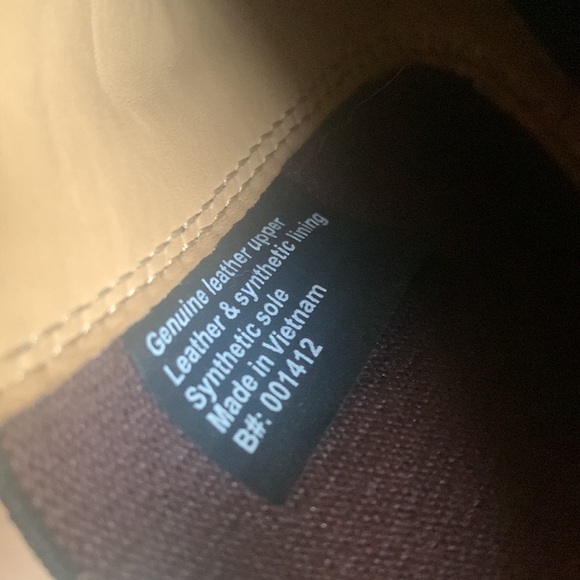 Genuine leather upper
Leather & synthetic lining
Synthetic sole
Made in Vietnam
B#: 001412